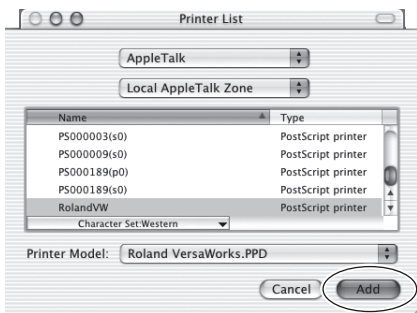 Printer List
AppleTalk
Local AppleTalk Zone
Name Type
PS000003(s0) PostScript printer
PS000009(s0) PostScript printer
PS000189(p0) PostScript printer
PS000189(s0) PostScript printer
RolandVW PostScript printer
Character Set:Western
Printer Model: Roland VersaWorks.PPD
Cancel Add